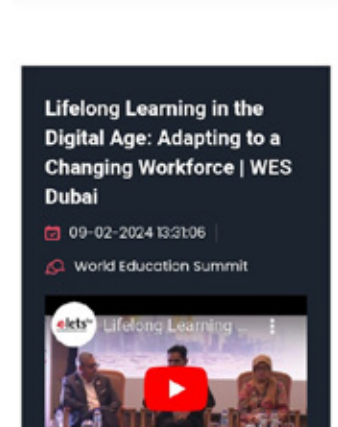 Lifelong Learning in the
Digital Age: Adapting to a
Changing Workforce | WES
Dubai
09-02-2024 13:31:06
World Education Summit
elets
Lifelong Learning ...